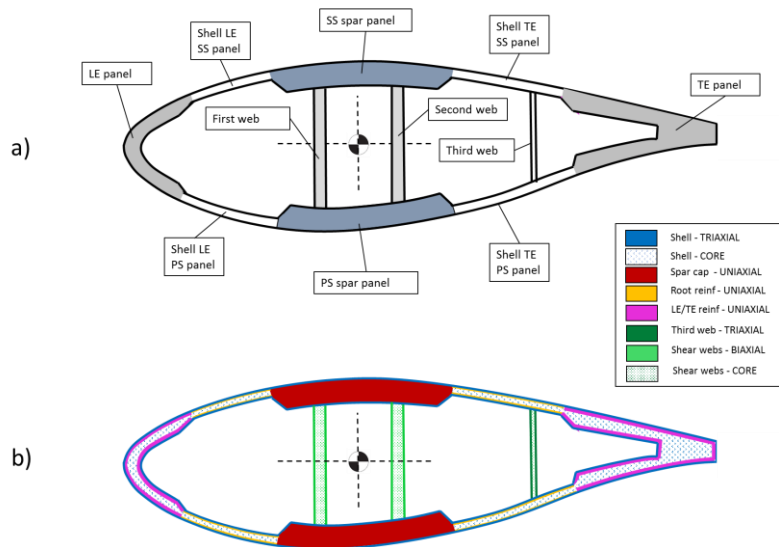 Shell LE
SS panel
SS spar panel
Shell TE
SS panel
LE panel
TE panel
First web
Second web
Third web
a)
Shell LE
PS panel
PS spar panel
Shell TE
PS panel
Shell - TRIAXIAL
Shell - CORE
Spar cap - UNIAXIAL
Root reinf - UNIAXIAL
LE/TE reinf - UNIAXIAL
Third web - TRIAXIAL
Shear webs - BIAXIAL
Shear webs - CORE
b)